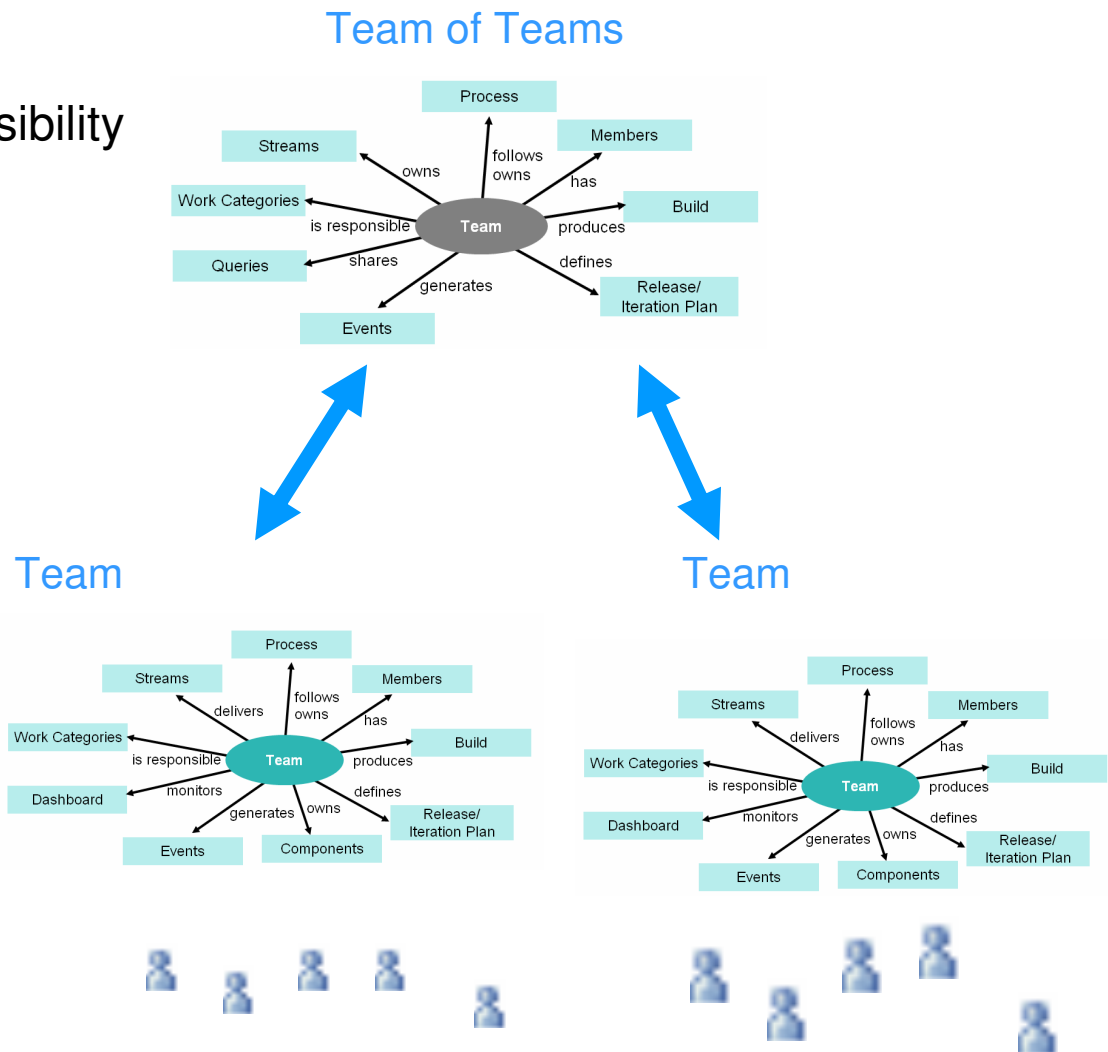 Team of Teams
sibility
Process
Members
Streams
follows
owns
owns
has
Work Categories
Build
is responsible
Team
produces
Queries
shares
defines
generates
Release/
Iteration Plan
Events
Team
Team
Process
Streams
Members
follows
owns
delivers
has
Work Categories
Build
is responsible
Team
produces
monitors
defines
Dashboard
generates
owns
Release/
Iteration Plan
Events
Components
Process
Streams
Members
follows
owns
delivers
has
Work Categories
Build
is responsible
Team
produces
monitors
defines
Dashboard
generates
owns
Release/
Iteration Plan
Events
Components